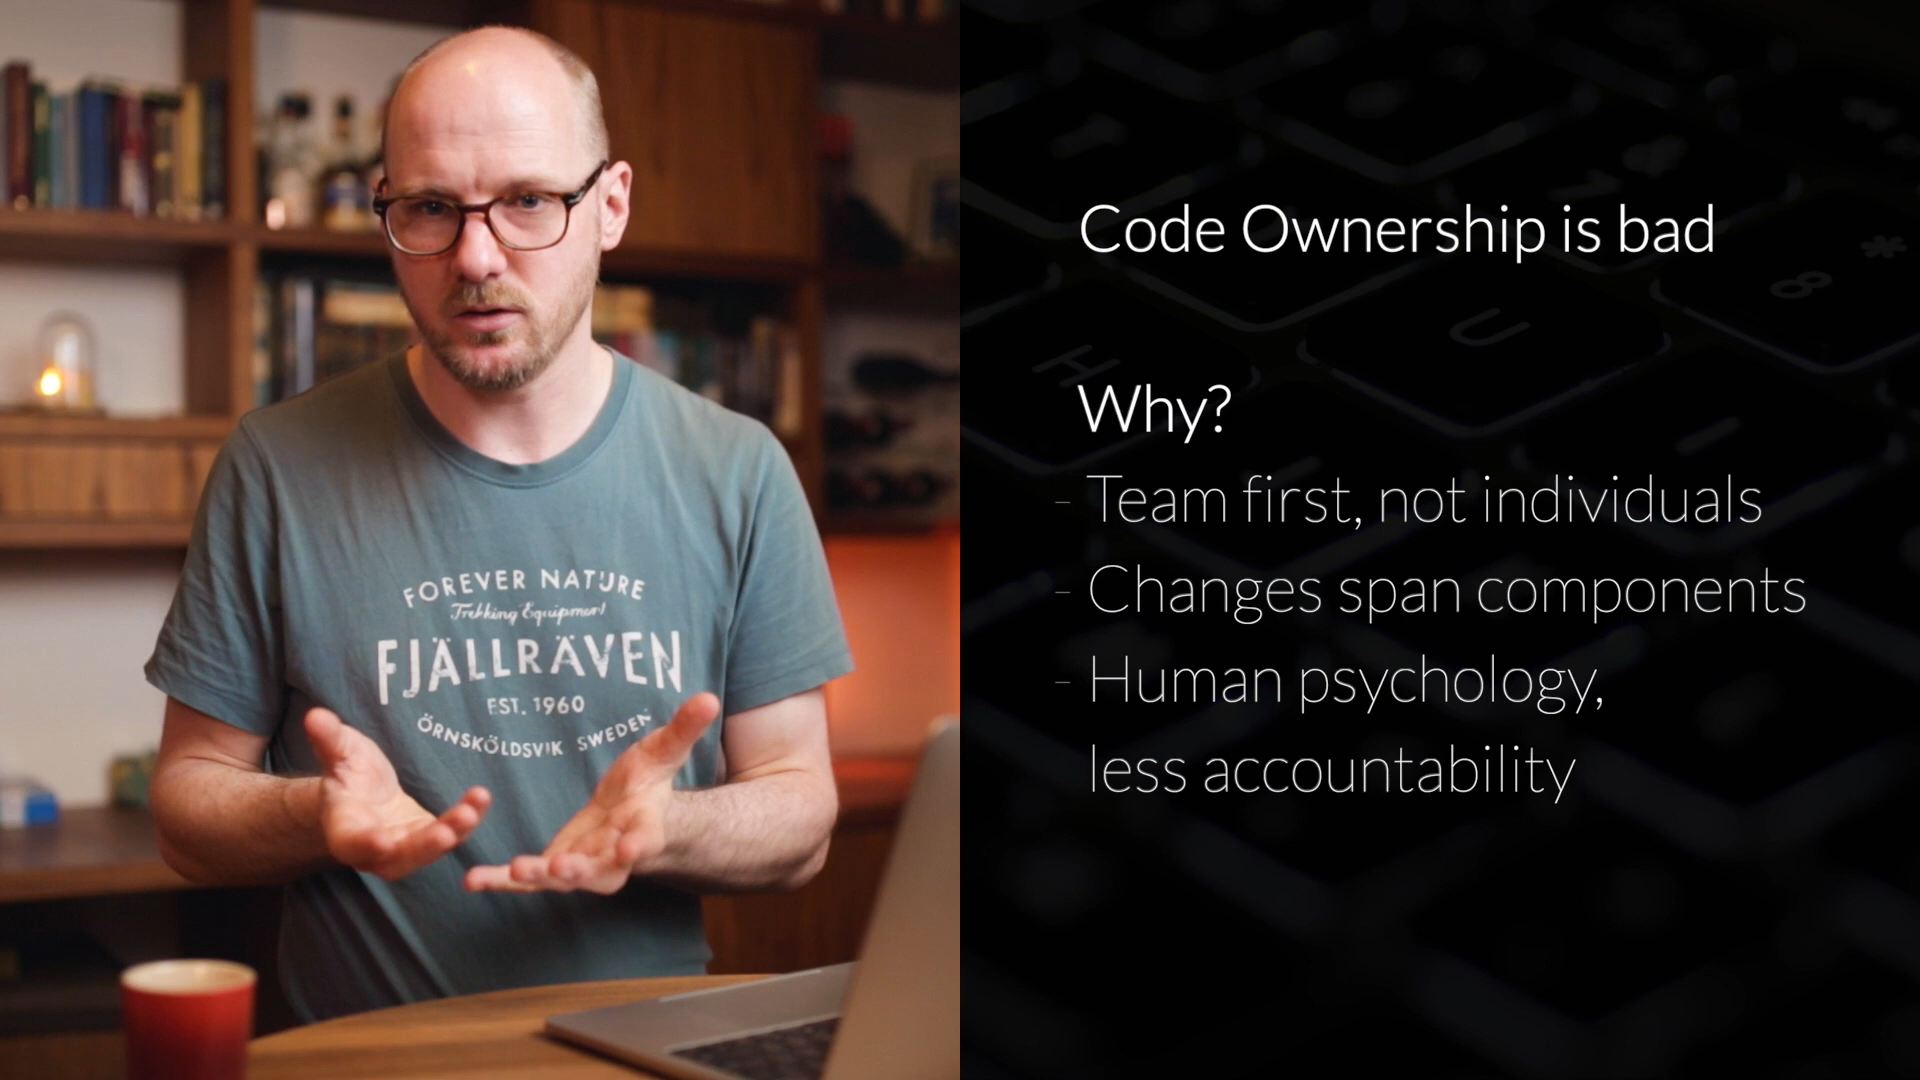 FOREVER NATURE
Trekking Equipment
FJÄLLRÄVEN
EST. 1960
ÖRNSKÖLDSVIK SWEDEN
Code Ownership is bad
Why?
- Team first, not individuals
- Changes span components
- Human psychology,
less accountability
H
U
8
*